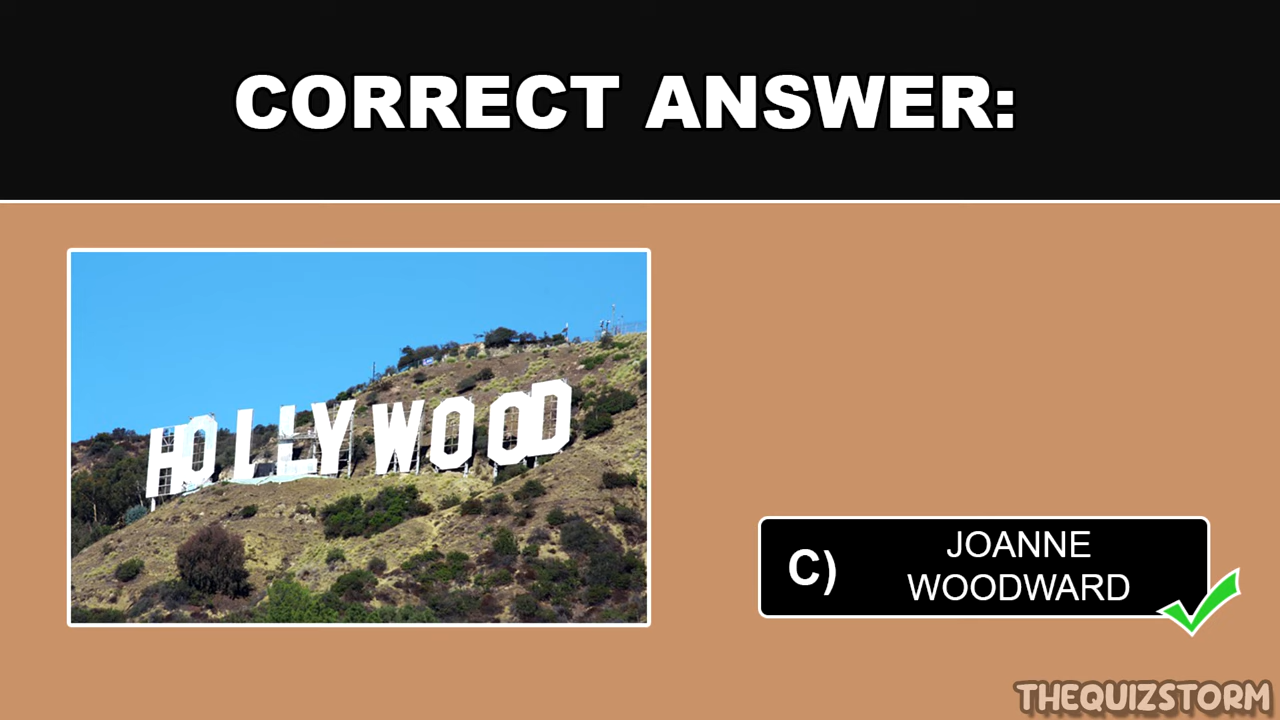 CORRECT ANSWER:
HOLLYWOOD
C)
JOANNE
WOODWARD
THEQUIZSTORM